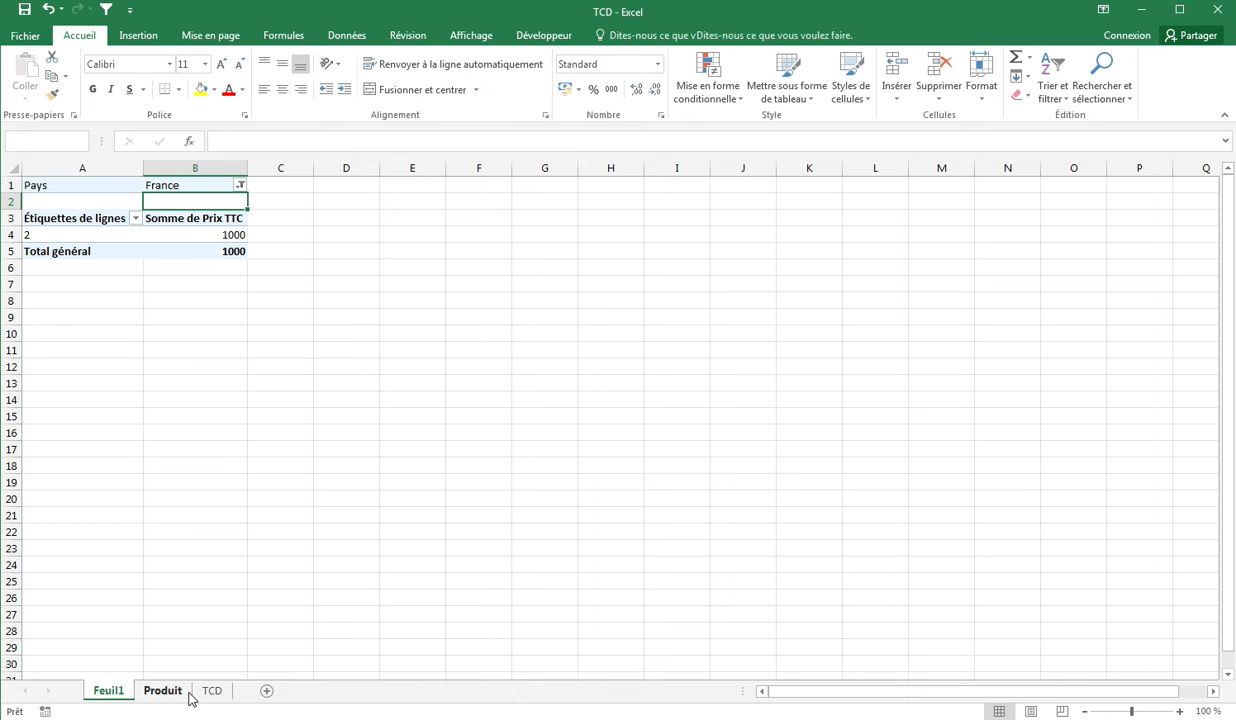 TCD - Excel
Fichier Accueil Insertion Mise en page Formules Données Révision Affichage Développeur Dites-nous ce que vDites-nous ce que vous voulez faire. Connexion Partager
Coller
Calibri 11
G I S A
Renvoyer à la ligne automatiquement
Fusionner et centrer
Standard
% 000
Mise en forme conditionnelle
Mettre sous forme de tableau
Styles de cellules
Insérer Supprimer Format
Trier et filtrer
Rechercher et sélectionner
Presse-papiers Police Alignement Nombre Style Cellules Édition
fx
A B C D E F G H I J K L M N O P Q
1 Pays France
2
3 Étiquettes de lignes Somme de Prix TTC
4 2 1000
5 Total général 1000
6
7
8
9
10
11
12
13
14
15
16
17
18
19
20
21
22
23
24
25
26
27
28
29
30
Feuil1 Produit TCD
Prêt 100 %